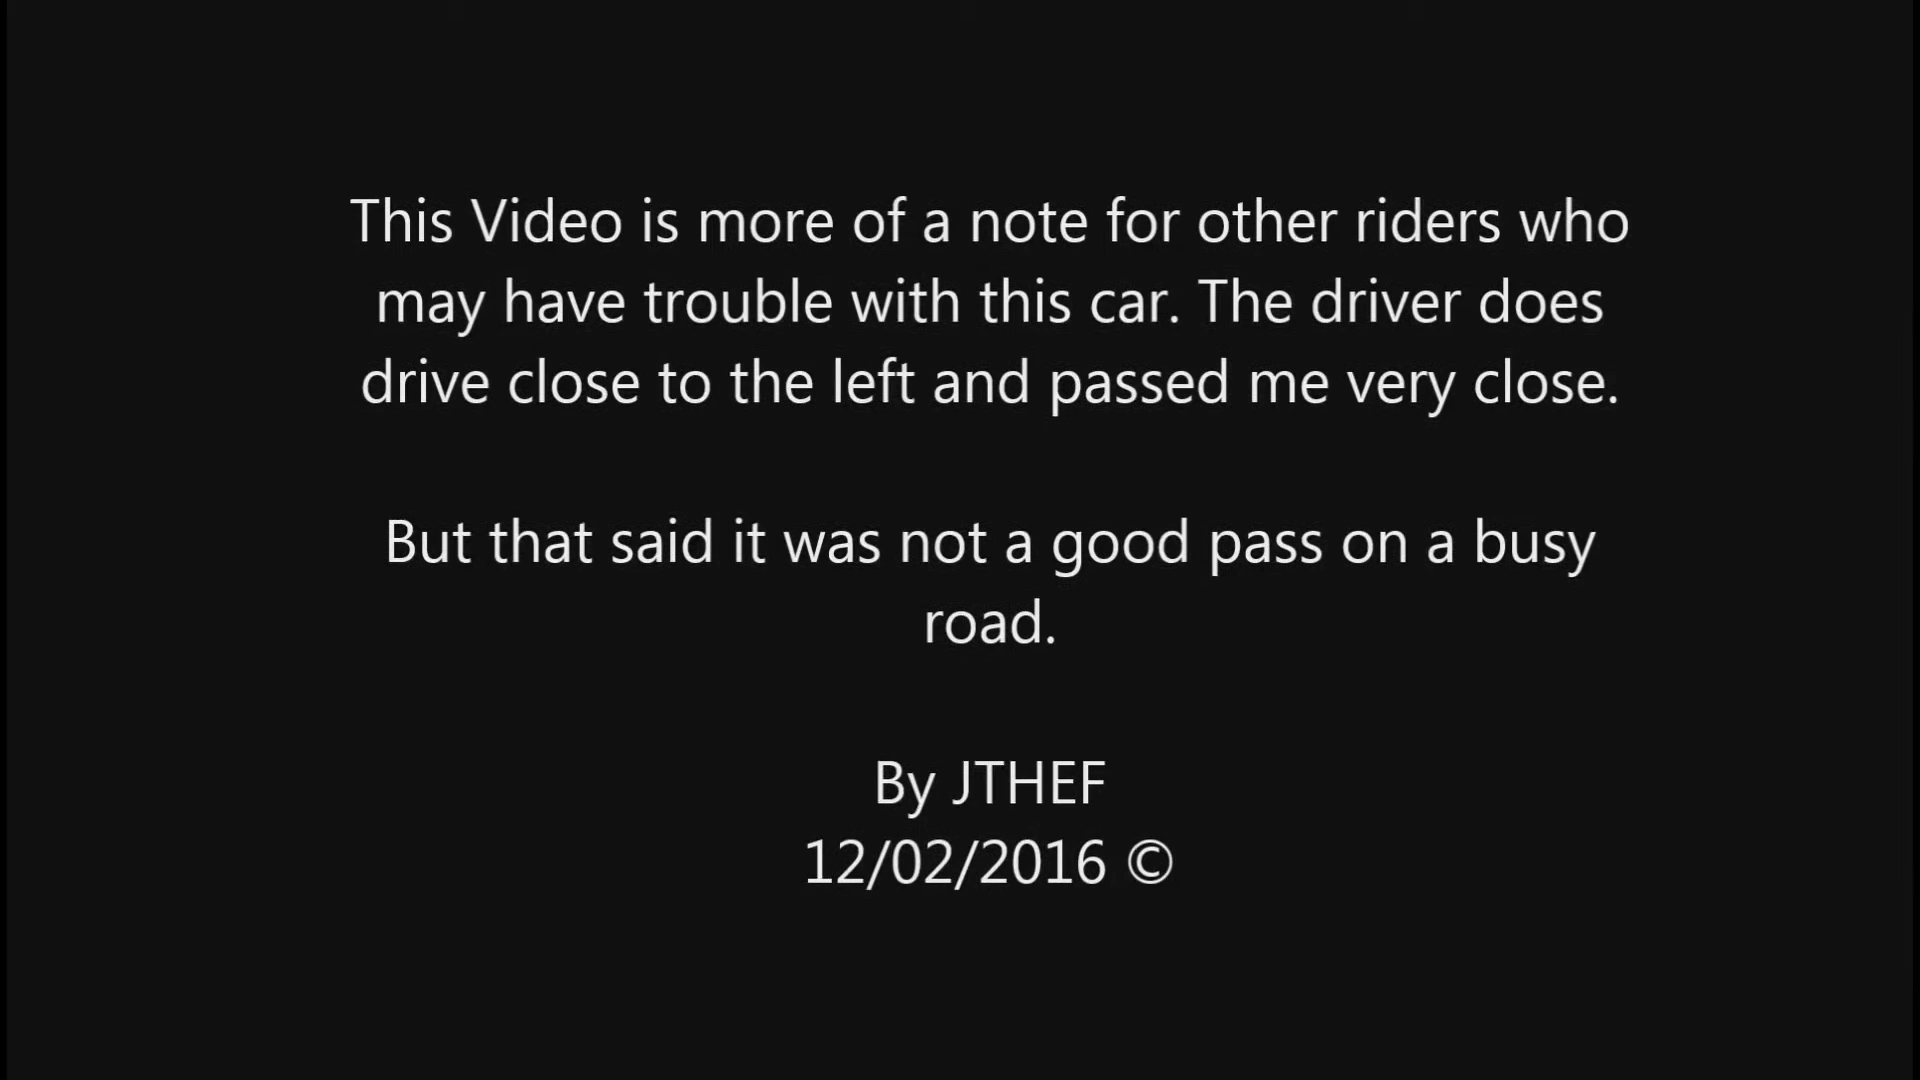 This Video is more of a note for other riders who
may have trouble with this car. The driver does
drive close to the left and passed me very close.
But that said it was not a good pass on a busy
road.
By JTHEF
12/02/2016 ©